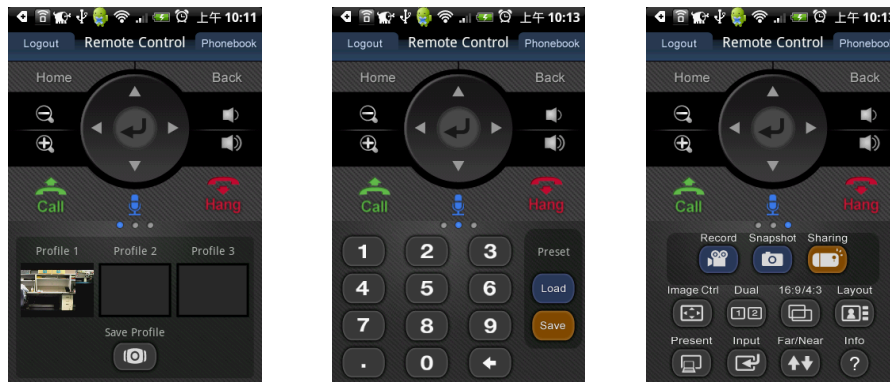 上午 10:11
Logout Remote Control Phonebook
Home Back
Call Hang
Profile 1 Profile 2 Profile 3
Save Profile
上午 10:13
Logout Remote Control Phonebook
Home Back
Call Hang
1 2 3 Preset
4 5 6 Load
7 8 9 Save
. 0
上午 10:13
Logout Remote Control Phonebook
Home Back
Call Hang
Record Snapshot Sharing
Image Ctrl Dual 16:9/4:3 Layout
1 2
Present Input Far/Near Info
?